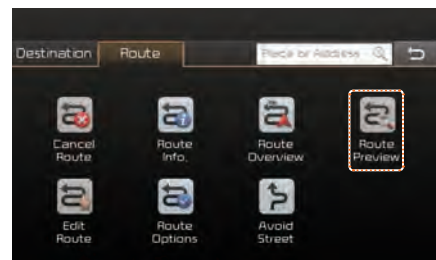 Destination
Route
Place or Address
Cancel
Route
Route
Info.
Route
Overview
Route
Preview
Edit
Route
Route
Options
Avoid
Street